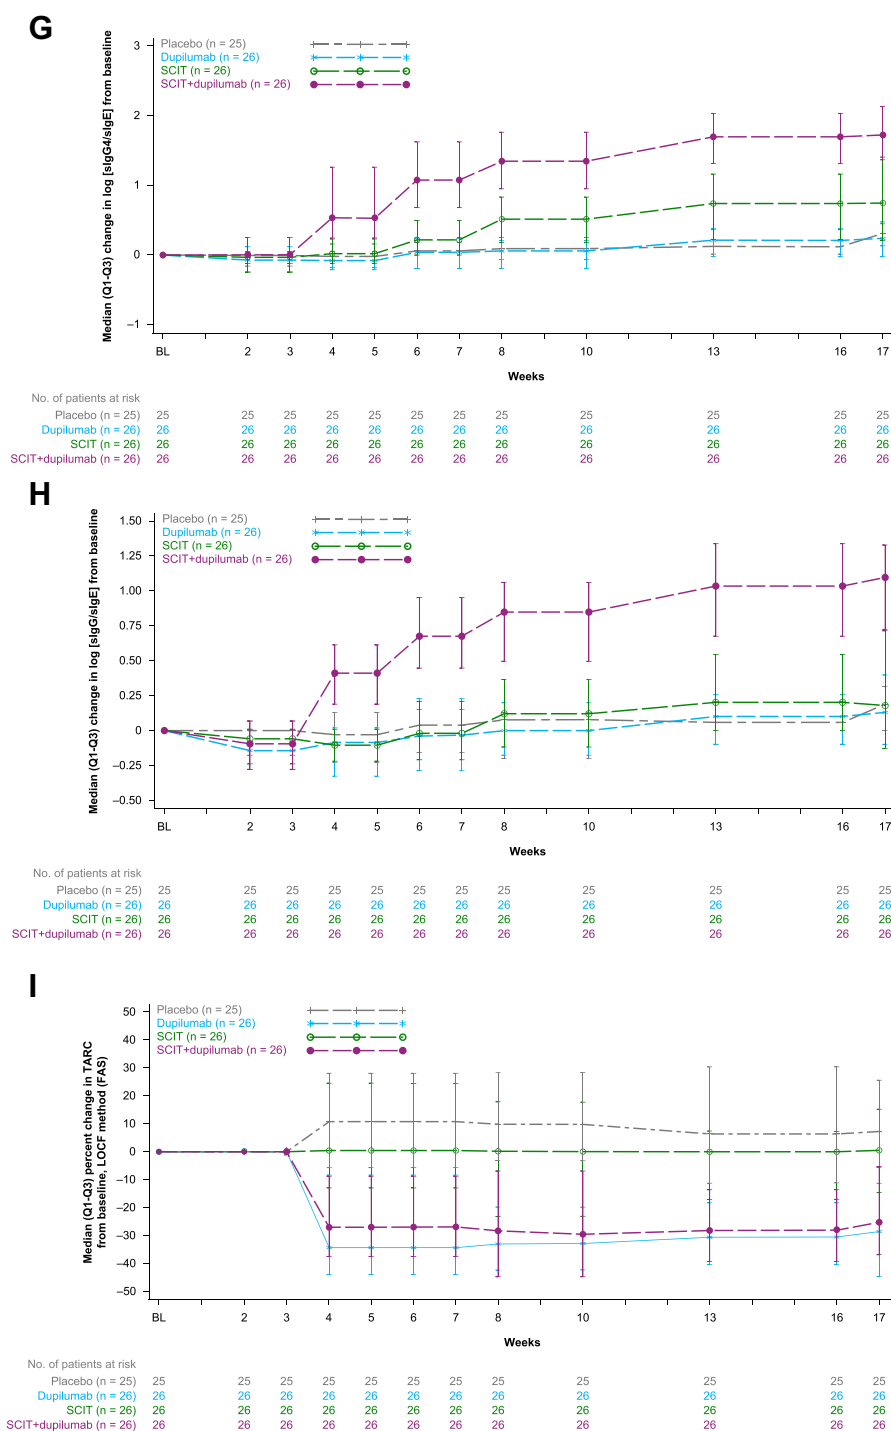 G
Median (Q1-Q3) change in log [sIgG4/sIgE] from baseline
Placebo (n = 25)
Dupilumab (n = 26)
SCIT (n = 26)
SCIT+dupilumab (n = 26)
3
2
1
0
–1
BL 2 3 4 5 6 7 8 10 13 16 17
Weeks
No. of patients at risk
Placebo (n = 25) 25 25 25 25 25 25 25 25 25 25 25 25
Dupilumab (n = 26) 26 26 26 26 26 26 26 26 26 26 26 26
SCIT (n = 26) 26 26 26 26 26 26 26 26 26 26 26 26
SCIT+dupilumab (n = 26) 26 26 26 26 26 26 26 26 26 26 26 26
H
Median (Q1-Q3) change in log [sIgG/sIgE] from baseline
Placebo (n = 25)
Dupilumab (n = 26)
SCIT (n = 26)
SCIT+dupilumab (n = 26)
1.50
1.25
1.00
0.75
0.50
0.25
0
–0.25
–0.50
BL 2 3 4 5 6 7 8 10 13 16 17
Weeks
No. of patients at risk
Placebo (n = 25) 25 25 25 25 25 25 25 25 25 25 25 25
Dupilumab (n = 26) 26 26 26 26 26 26 26 26 26 26 26 26
SCIT (n = 26) 26 26 26 26 26 26 26 26 26 26 26 26
SCIT+dupilumab (n = 26) 26 26 26 26 26 26 26 26 26 26 26 26
I
Median (Q1-Q3) percent change in TARC
from baseline, LOCF method (FAS)
Placebo (n = 25)
Dupilumab (n = 26)
SCIT (n = 26)
SCIT+dupilumab (n = 26)
50
40
30
20
10
0
–10
–20
–30
–40
–50
BL 2 3 4 5 6 7 8 10 13 16 17
Weeks
No. of patients at risk
Placebo (n = 25) 25 25 25 25 25 25 25 25 25 25 25 25
Dupilumab (n = 26) 26 26 26 26 26 26 26 26 26 26 26 26
SCIT (n = 26) 26 26 26 26 26 26 26 26 26 26 26 26
SCIT+dupilumab (n = 26) 26 26 26 26 26 26 26 26 26 26 26 26